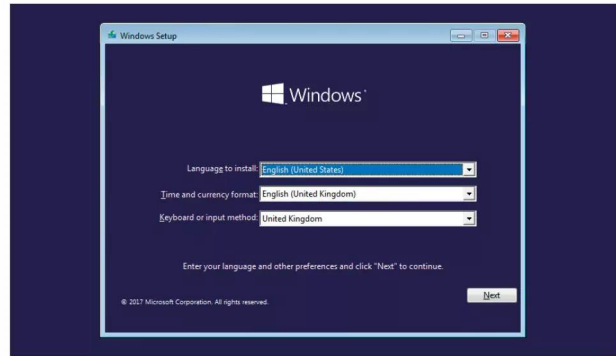 Windows Setup
Windows
Language to install: English (United States)
Time and currency format: English (United Kingdom)
Keyboard or input method: United Kingdom
Enter your language and other preferences and click "Next" to continue.
© 2017 Microsoft Corporation. All rights reserved.
Next